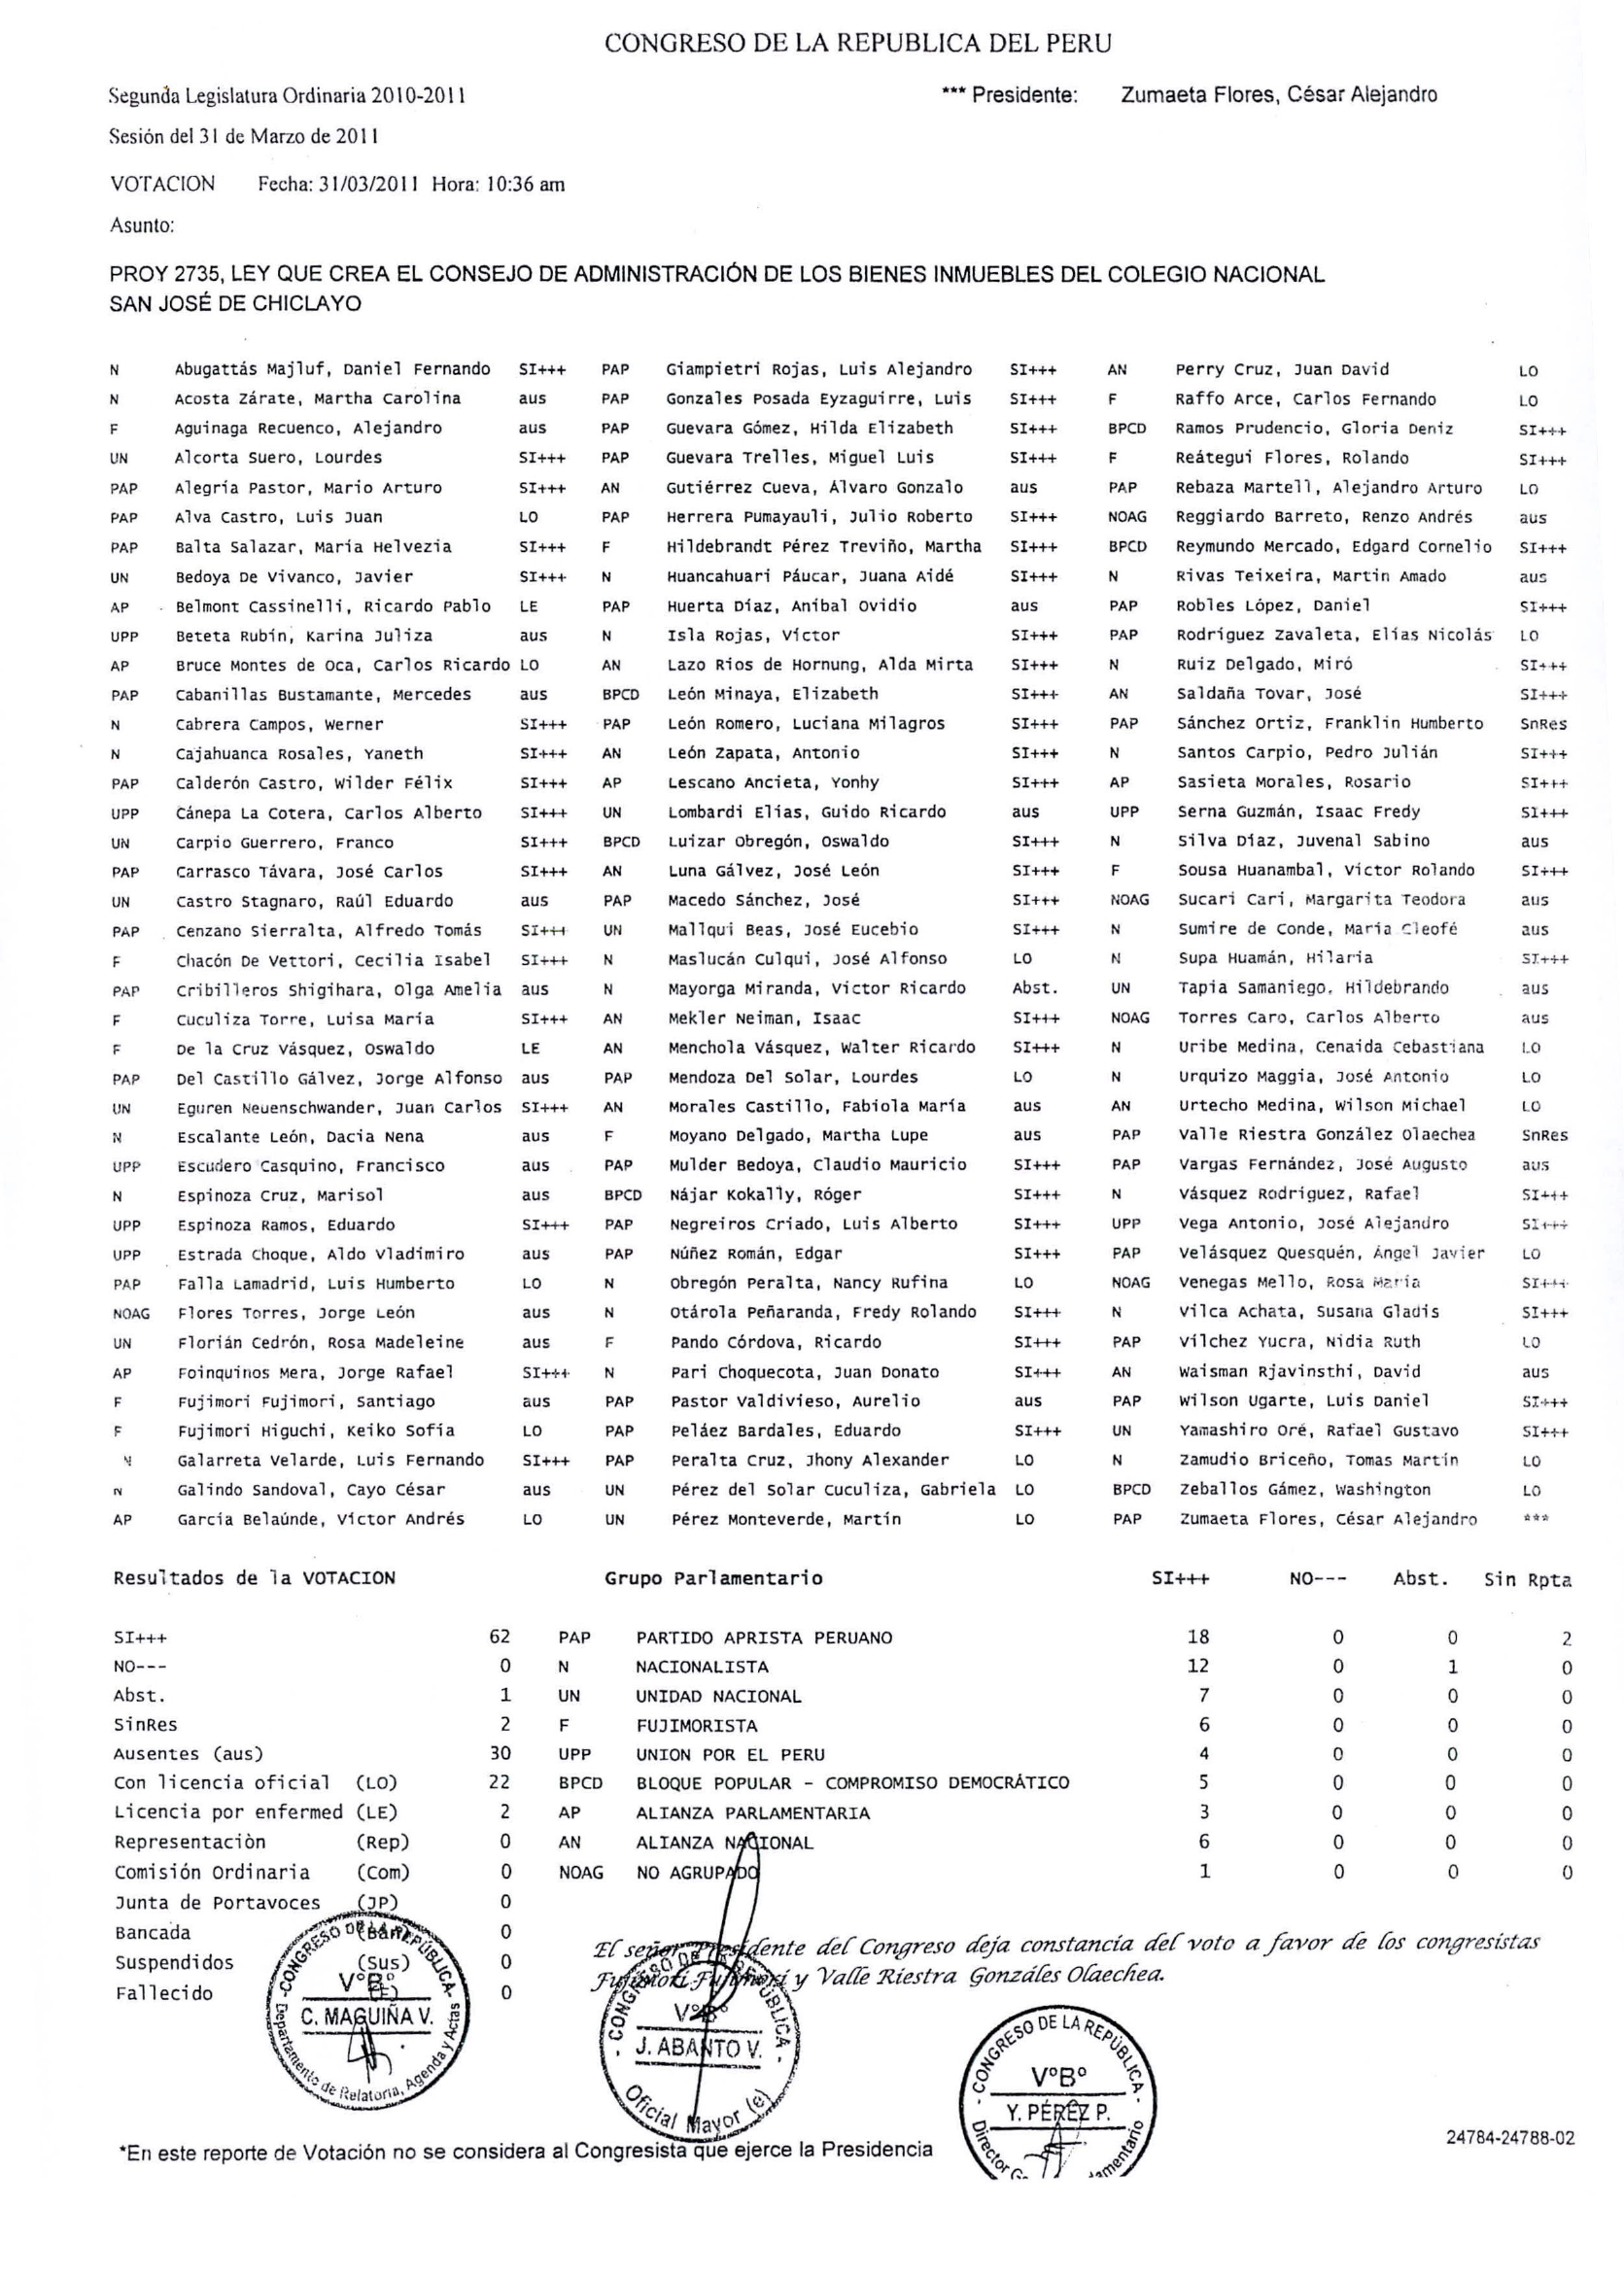 CONGRESO DE LA REPUBLICA DEL PERU
Segunda Legislatura Ordinaria 2010-2011 *** Presidente: Zumaeta Flores, César Alejandro
Sesión del 31 de Marzo de 2011
VOTACION Fecha: 31/03/2011 Hora: 10:36 am
Asunto:
PROY 2735, LEY QUE CREA EL CONSEJO DE ADMINISTRACIÓN DE LOS BIENES INMUEBLES DEL COLEGIO NACIONAL
SAN JOSÉ DE CHICLAYO
N Abugattás Majluf, Daniel Fernando SI+++ PAP Giampietri Rojas, Luis Alejandro SI+++ AN Perry Cruz, Juan David LO
N Acosta Zárate, Martha Carolina aus PAP Gonzales Posada Eyzaguirre, Luis SI+++ F Raffo Arce, Carlos Fernando LO
F Aguinaga Recuenco, Alejandro aus PAP Guevara Gómez, Hilda Elizabeth SI+++ BPCD Ramos Prudencio, Gloria Deniz SI+++
UN Alcorta Suero, Lourdes SI+++ PAP Guevara Trelles, Miguel Luis SI+++ F Reátegui Flores, Rolando SI+++
PAP Alegría Pastor, Mario Arturo SI+++ AN Gutiérrez Cueva, Álvaro Gonzalo aus PAP Rebaza Martell, Alejandro Arturo LO
PAP Alva Castro, Luis Juan LO PAP Herrera Pumayauli, Julio Roberto SI+++ NOAG Reggiardo Barreto, Renzo Andrés aus
PAP Balta Salazar, María Helvezia SI+++ F Hildebrandt Pérez Treviño, Martha SI+++ BPCD Reymundo Mercado, Edgard Cornelio SI+++
UN Bedoya De Vivanco, Javier SI+++ N Huancahuari Páucar, Juana Aidé SI+++ N Rivas Teixeira, Martin Amado aus
AP Belmont Cassinelli, Ricardo Pablo LE PAP Huerta Díaz, Anibal Ovidio aus PAP Robles López, Daniel SI+++
UPP Beteta Rubín, Karina Juliza aus N Isla Rojas, Víctor SI+++ PAP Rodríguez Zavaleta, Elías Nicolás LO
AP Bruce Montes de Oca, Carlos Ricardo LO AN Lazo Ríos de Hornung, Alda Mirta SI+++ N Ruiz Delgado, Miró SI+++
PAP Cabanillas Bustamante, Mercedes aus BPCD León Minaya, Elizabeth SI+++ AN Saldaña Tovar, José SI+++
N Cabrera Campos, Werner SI+++ PAP León Romero, Luciana Milagros SI+++ PAP Sánchez Ortiz, Franklin Humberto SnRes
N Cajahuanca Rosales, Yaneth SI+++ AN León Zapata, Antonio SI+++ N Santos Carpio, Pedro Julián SI+++
PAP Calderón Castro, Wilder Félix SI+++ AP Lescano Ancieta, Yonhy SI+++ AP Sasieta Morales, Rosario SI+++
UPP Cánepa La Cotera, Carlos Alberto SI+++ UN Lombardi Elías, Guido Ricardo aus UPP Serna Guzmán, Isaac Fredy SI+++
UN Carpio Guerrero, Franco SI+++ BPCD Luizar Obregón, Oswaldo SI+++ N Silva Díaz, Juvenal Sabino aus
PAP Carrasco Távara, José Carlos SI+++ AN Luna Gálvez, José León SI+++ F Sousa Huanambal, Víctor Rolando SI+++
UN Castro Stagnaro, Raúl Eduardo aus PAP Macedo Sánchez, José SI+++ NOAG Sucari Cari, Margarita Teodora aus
PAP Cenzano Sierralta, Alfredo Tomás SI+++ UN Mallqui Beas, José Eucebio SI+++ N Sumire de Conde, María Cleofé aus
F Chacón De Vettori, Cecilia Isabel SI+++ N Maslucán Culqui, José Alfonso LO N Supa Huamán, Hilaria SI+++
PAP Cribilleros Shigihara, Olga Amelia aus N Mayorga Miranda, Víctor Ricardo Abst. UN Tapia Samaniego, Hildebrando aus
F Cuculiza Torre, Luisa María SI+++ AN Mekler Neiman, Isaac SI+++ NOAG Torres Caro, Carlos Alberto aus
F De la Cruz Vásquez, Oswaldo LE AN Menchola Vásquez, Walter Ricardo SI+++ N Uribe Medina, Cenaida Cebastiana LO
PAP Del Castillo Gálvez, Jorge Alfonso aus PAP Mendoza Del Solar, Lourdes LO N Urquizo Maggia, José Antonio LO
UN Eguren Neuenschwander, Juan Carlos SI+++ AN Morales Castillo, Fabiola María aus AN Urtecho Medina, Wilson Michael LO
N Escalante León, Dacia Nena aus F Moyano Delgado, Martha Lupe aus PAP Valle Riestra González Olaechea SnRes
UPP Escudero Casquino, Francisco aus PAP Mulder Bedoya, Claudio Mauricio SI+++ PAP Vargas Fernández, José Augusto aus
N Espinoza Cruz, Marisol aus BPCD Nájar Kokally, Róger SI+++ N Vásquez Rodríguez, Rafael SI+++
UPP Espinoza Ramos, Eduardo SI+++ PAP Negreiros Criado, Luis Alberto SI+++ UPP Vega Antonio, José Alejandro SI+++
UPP Estrada Choque, Aldo Vladimiro aus PAP Núñez Román, Edgar SI+++ PAP Velásquez Quesquén, Ángel Javier LO
PAP Falla Lamadrid, Luis Humberto LO N Obregón Peralta, Nancy Rufina LO NOAG Venegas Mello, Rosa María SI+++
NOAG Flores Torres, Jorge León aus N Otárola Peñaranda, Fredy Rolando SI+++ N Vilca Achata, Susana Gladis SI+++
UN Florián Cedrón, Rosa Madeleine aus F Pando Córdova, Ricardo SI+++ PAP Vilchez Yucra, Nidia Ruth LO
AP Foinquinos Mera, Jorge Rafael SI+++ N Pari Choquecota, Juan Donato SI+++ AN Waisman Rjavinsthi, David aus
F Fujimori Fujimori, Santiago aus PAP Pastor Valdivieso, Aurelio aus PAP Wilson Ugarte, Luis Daniel SI+++
F Fujimori Higuchi, Keiko Sofía LO PAP Peláez Bardales, Eduardo SI+++ UN Yamashiro Oré, Rafael Gustavo SI+++
N Galarreta Velarde, Luis Fernando SI+++ PAP Peralta Cruz, Jhony Alexander LO N Zamudio Briceño, Tomas Martín LO
N Galindo Sandoval, Cayo César aus UN Pérez del Solar Cuculiza, Gabriela LO BPCD Zeballos Gámez, Washington LO
AP García Belaúnde, Víctor Andrés LO UN Pérez Monteverde, Martín LO PAP Zumaeta Flores, César Alejandro ***
Resultados de la VOTACION Grupo Parlamentario SI+++ NO--- Abst. Sin Rpta
SI+++ 62 PAP PARTIDO APRISTA PERUANO 18 0 0 2
NO--- 0 N NACIONALISTA 12 0 1 0
Abst. 1 UN UNIDAD NACIONAL 7 0 0 0
SinRes 2 F FUJIMORISTA 6 0 0 0
Ausentes (aus) 30 UPP UNION POR EL PERU 4 0 0 0
Con licencia oficial (LO) 22 BPCD BLOQUE POPULAR - COMPROMISO DEMOCRÁTICO 5 0 0 0
Licencia por enfermed (LE) 2 AP ALIANZA PARLAMENTARIA 3 0 0 0
Representación (Rep) 0 AN ALIANZA NACIONAL 6 0 0 0
Comisión Ordinaria (Com) 0 NOAG NO AGRUPADO 1 0 0 0
Junta de Portavoces (JP) 0
Bancada (Ban) 0
Suspendidos (Sus) 0
Fallecido (F) 0
El señor Presidente del Congreso deja constancia del voto a favor de los congresistas
Fujimori Fujimori y Valle Riestra Gonzáles Olaechea.
CONGRESO DE LA REPÚBLICA
V°B°
C. MAGUIÑA V.
Departamento de Relatoria, Agenda y Actas
CONGRESO DE LA REPÚBLICA
V°B°
J. ABANTO V.
Oficial Mayor (e)
CONGRESO DE LA REPÚBLICA
V°B°
Y. PÉREZ P.
Director
*En este reporte de Votación no se considera al Congresista que ejerce la Presidencia
24784-24788-02